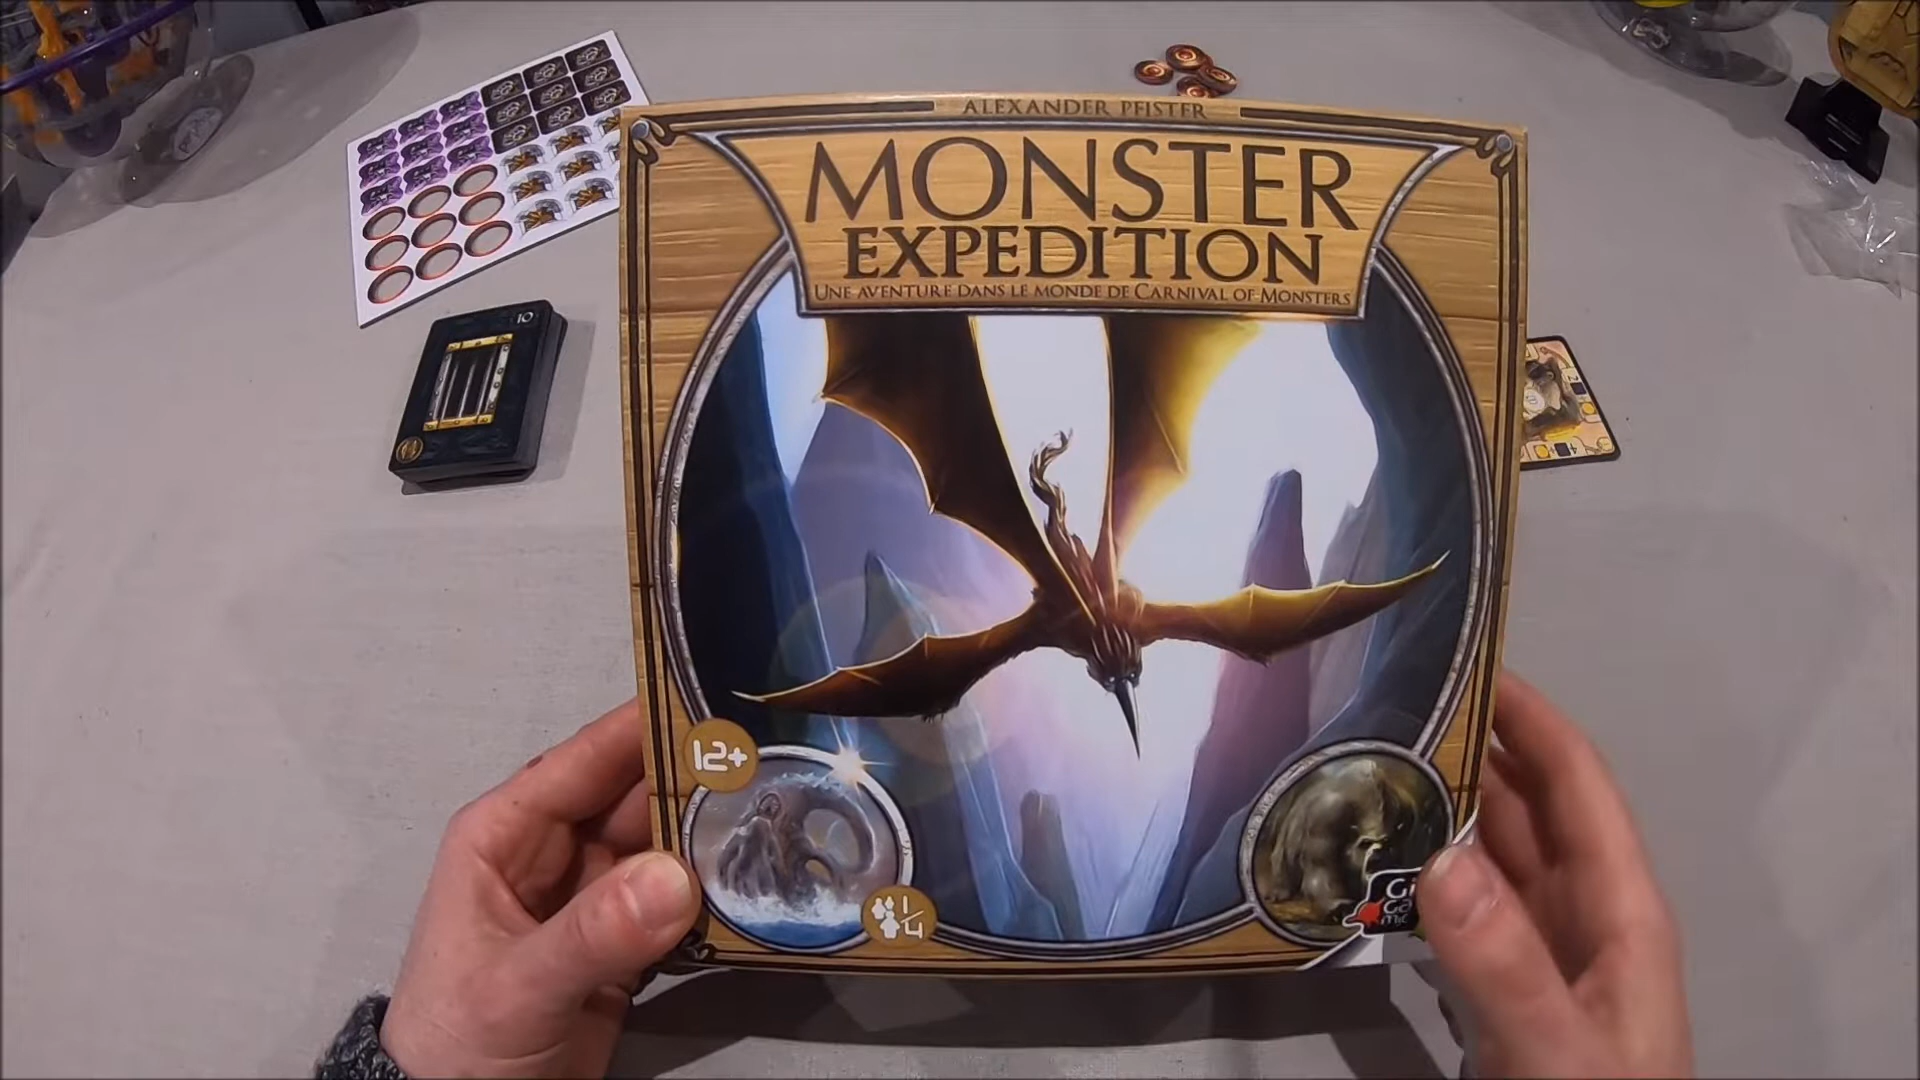 ALEXANDER PFISTER
MONSTER
EXPEDITION
UNE AVENTURE DANS LE MONDE DE CARNIVAL OF MONSTERS
10
12+
1/4